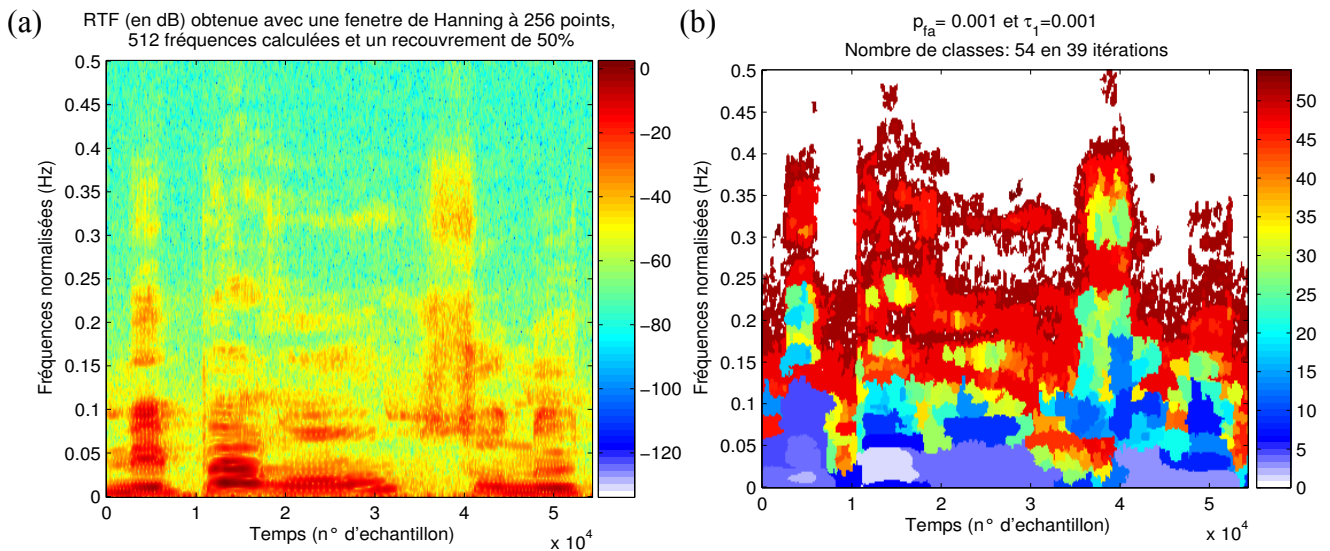 (a)
RTF (en dB) obtenue avec une fenetre de Hanning à 256 points,
512 fréquences calculées et un recouvrement de 50%
Fréquences normalisées (Hz)
0.5
0.45
0.4
0.35
0.3
0.25
0.2
0.15
0.1
0.05
0
0 1 2 3 4 5
x 10^4
Temps (n° d'echantillon)
0
−20
−40
−60
−80
−100
−120
(b)
p_fa = 0.001 et τ_1=0.001
Nombre de classes: 54 en 39 itérations
Fréquences normalisées (Hz)
0.5
0.45
0.4
0.35
0.3
0.25
0.2
0.15
0.1
0.05
0
0 1 2 3 4 5
x 10^4
Temps (n° d'echantillon)
50
45
40
35
30
25
20
15
10
5
0